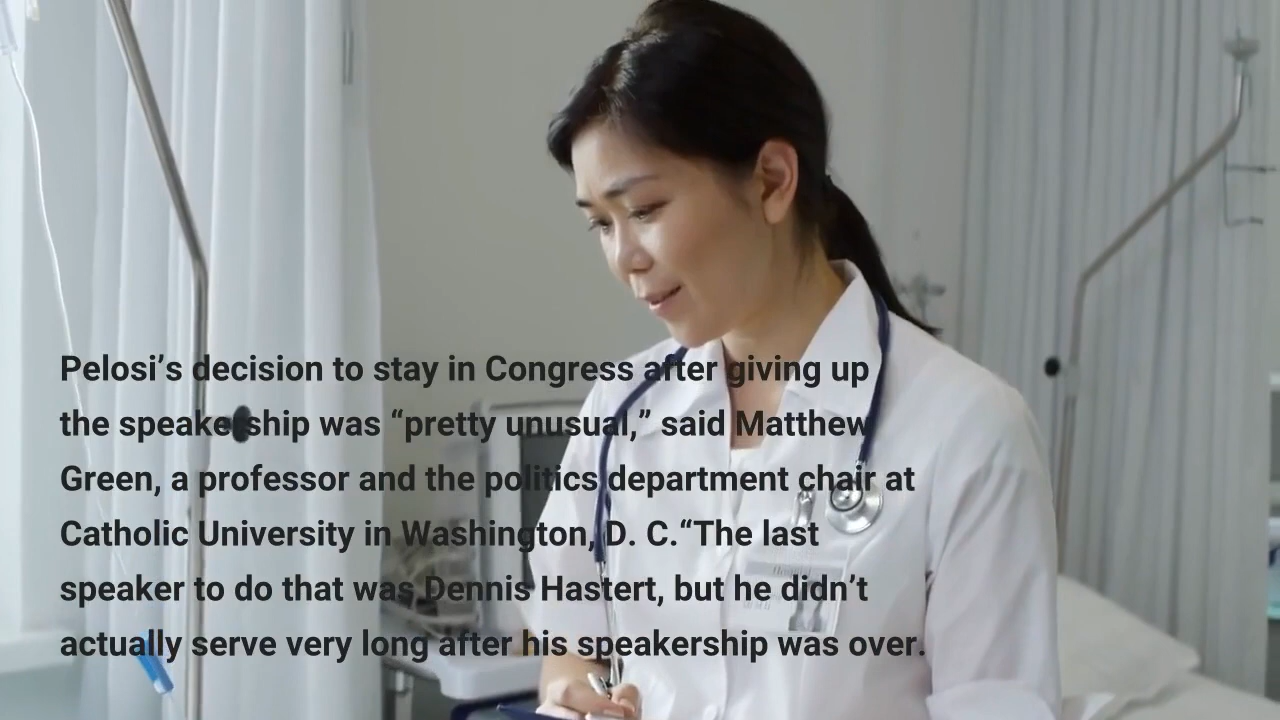 Pelosi’s decision to stay in Congress after giving up
the speakership was “pretty unusual,” said Matthew
Green, a professor and the politics department chair at
Catholic University in Washington, D. C.“The last
speaker to do that was Dennis Hastert, but he didn’t
actually serve very long after his speakership was over.